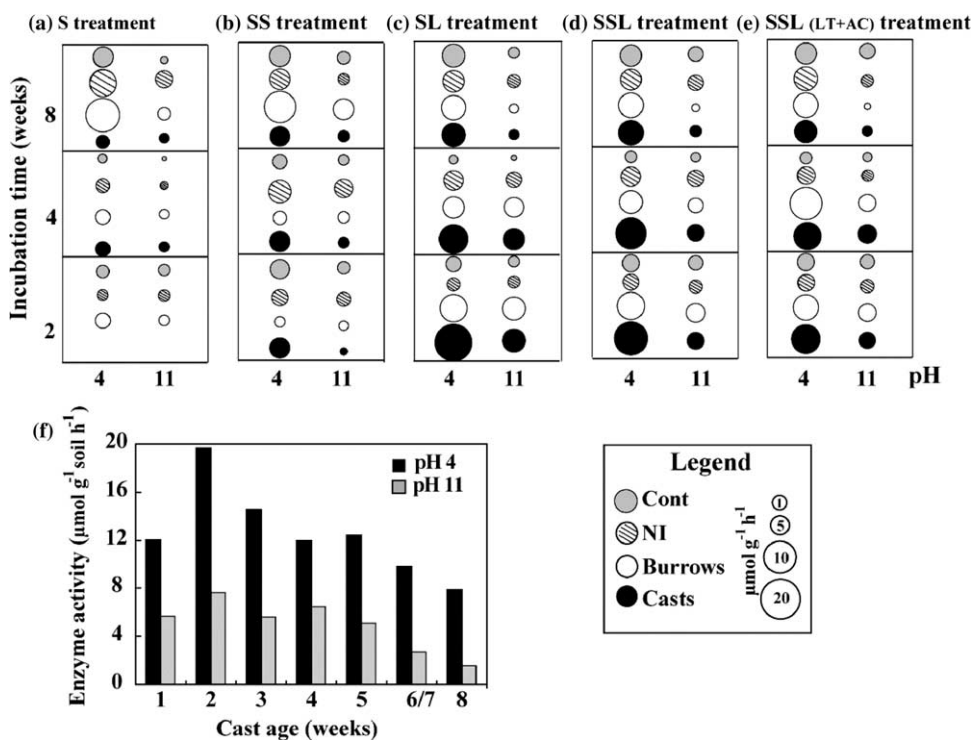 (a) S treatment
(b) SS treatment
(c) SL treatment
(d) SSL treatment
(e) SSL (LT+AC) treatment
Incubation time (weeks)
8
4
2
4 11 4 11 4 11 4 11 4 11 pH
(f)
Enzyme activity (μmol g⁻¹ soil h⁻¹)
20
16
12
8
4
0
pH 4
pH 11
1 2 3 4 5 6/7 8
Cast age (weeks)
Legend
Cont
NI
Burrows
Casts
μmol g⁻¹ h⁻¹
1
5
10
20